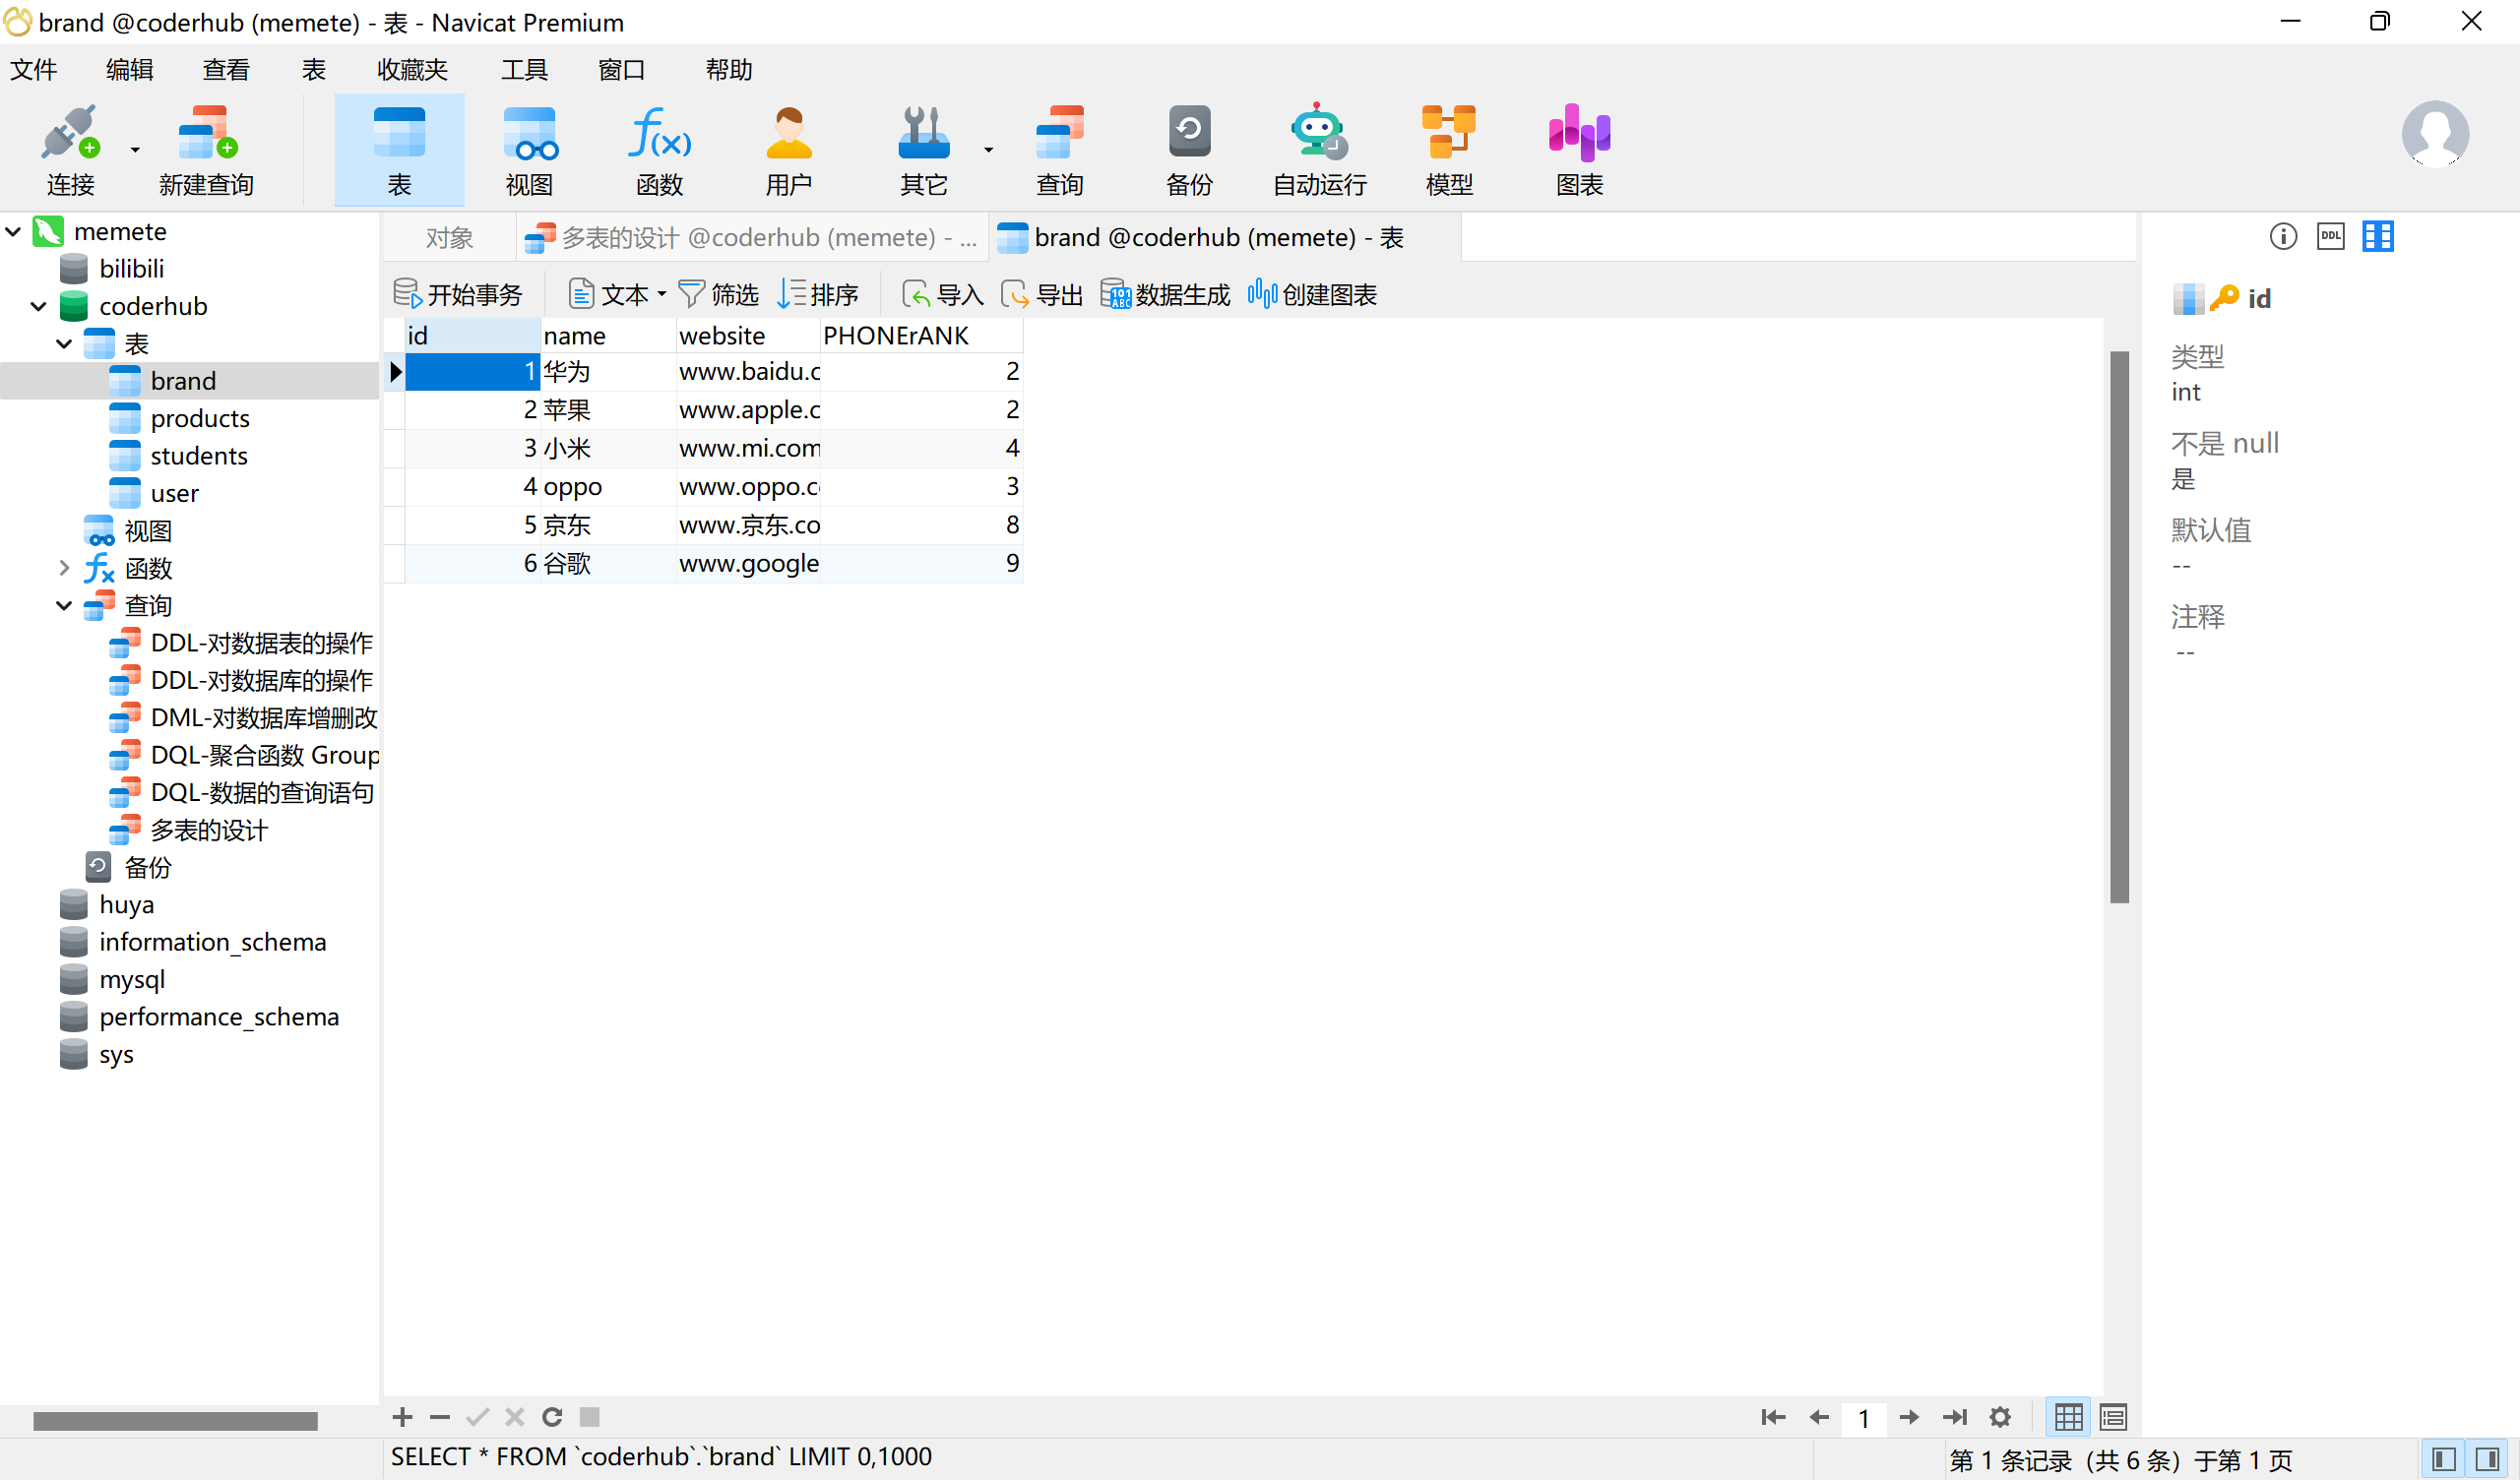 brand @coderhub (memete) - 表 - Navicat Premium
文件 编辑 查看 表 收藏夹 工具 窗口 帮助
连接 新建查询 表 视图 函数 用户 其它 查询 备份 自动运行 模型 图表
memete
bilibili
coderhub
表
brand
products
students
user
视图
函数
查询
DDL-对数据表的操作
DDL-对数据库的操作
DML-对数据库增删改
DQL-聚合函数 Group
DQL-数据的查询语句
多表的设计
备份
huya
information_schema
mysql
performance_schema
sys
对象 多表的设计 @coderhub (memete) - ... brand @coderhub (memete) - 表
开始事务 文本 筛选 排序 导入 导出 数据生成 创建图表
id name website PHONErANK
1 华为 www.baidu.c 2
2 苹果 www.apple.c 2
3 小米 www.mi.com 4
4 oppo www.oppo.c 3
5 京东 www.京东.co 8
6 谷歌 www.google 9
DDL
id
类型
int
不是 null
是
默认值
--
注释
--
1
SELECT * FROM `coderhub`.`brand` LIMIT 0,1000
第 1 条记录 (共 6 条) 于第 1 页